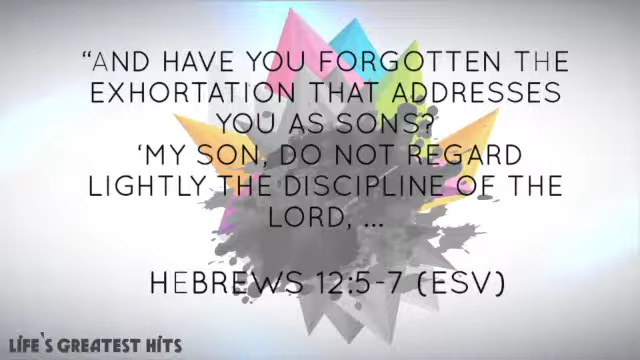 “AND HAVE YOU FORGOTTEN THE
EXHORTATION THAT ADDRESSES
YOU AS SONS?
‘MY SON, DO NOT REGARD
LIGHTLY THE DISCIPLINE OF THE
LORD, ...
HEBREWS 12:5-7 (ESV)
LIFE`S GREATEST HITS